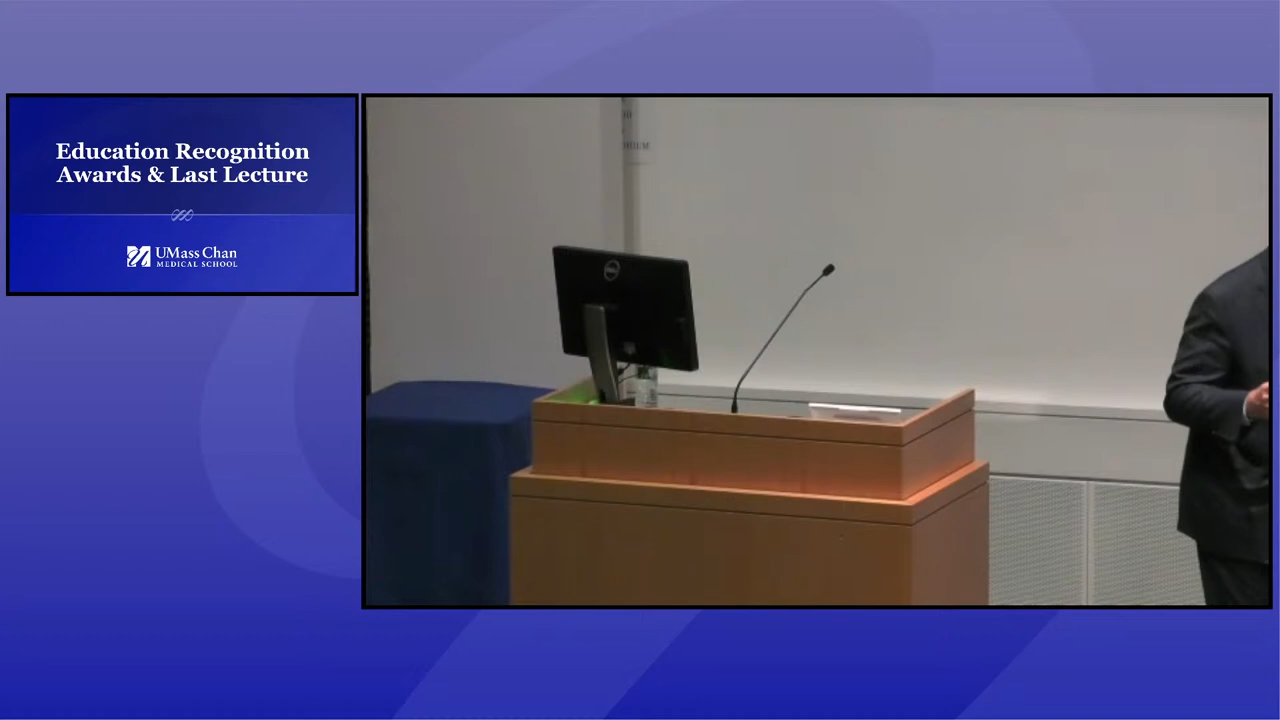 Education Recognition
Awards & Last Lecture
UMass Chan
MEDICAL SCHOOL
DELL